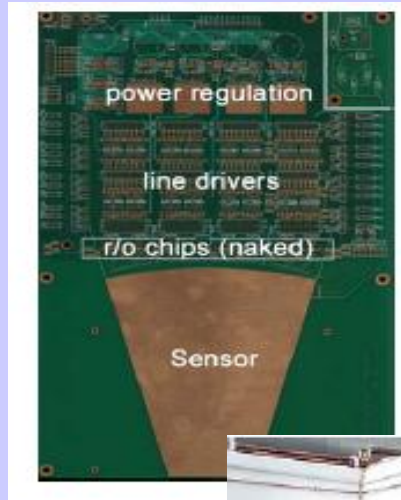 power regulation
line drivers
r/o chips (naked)
Sensor